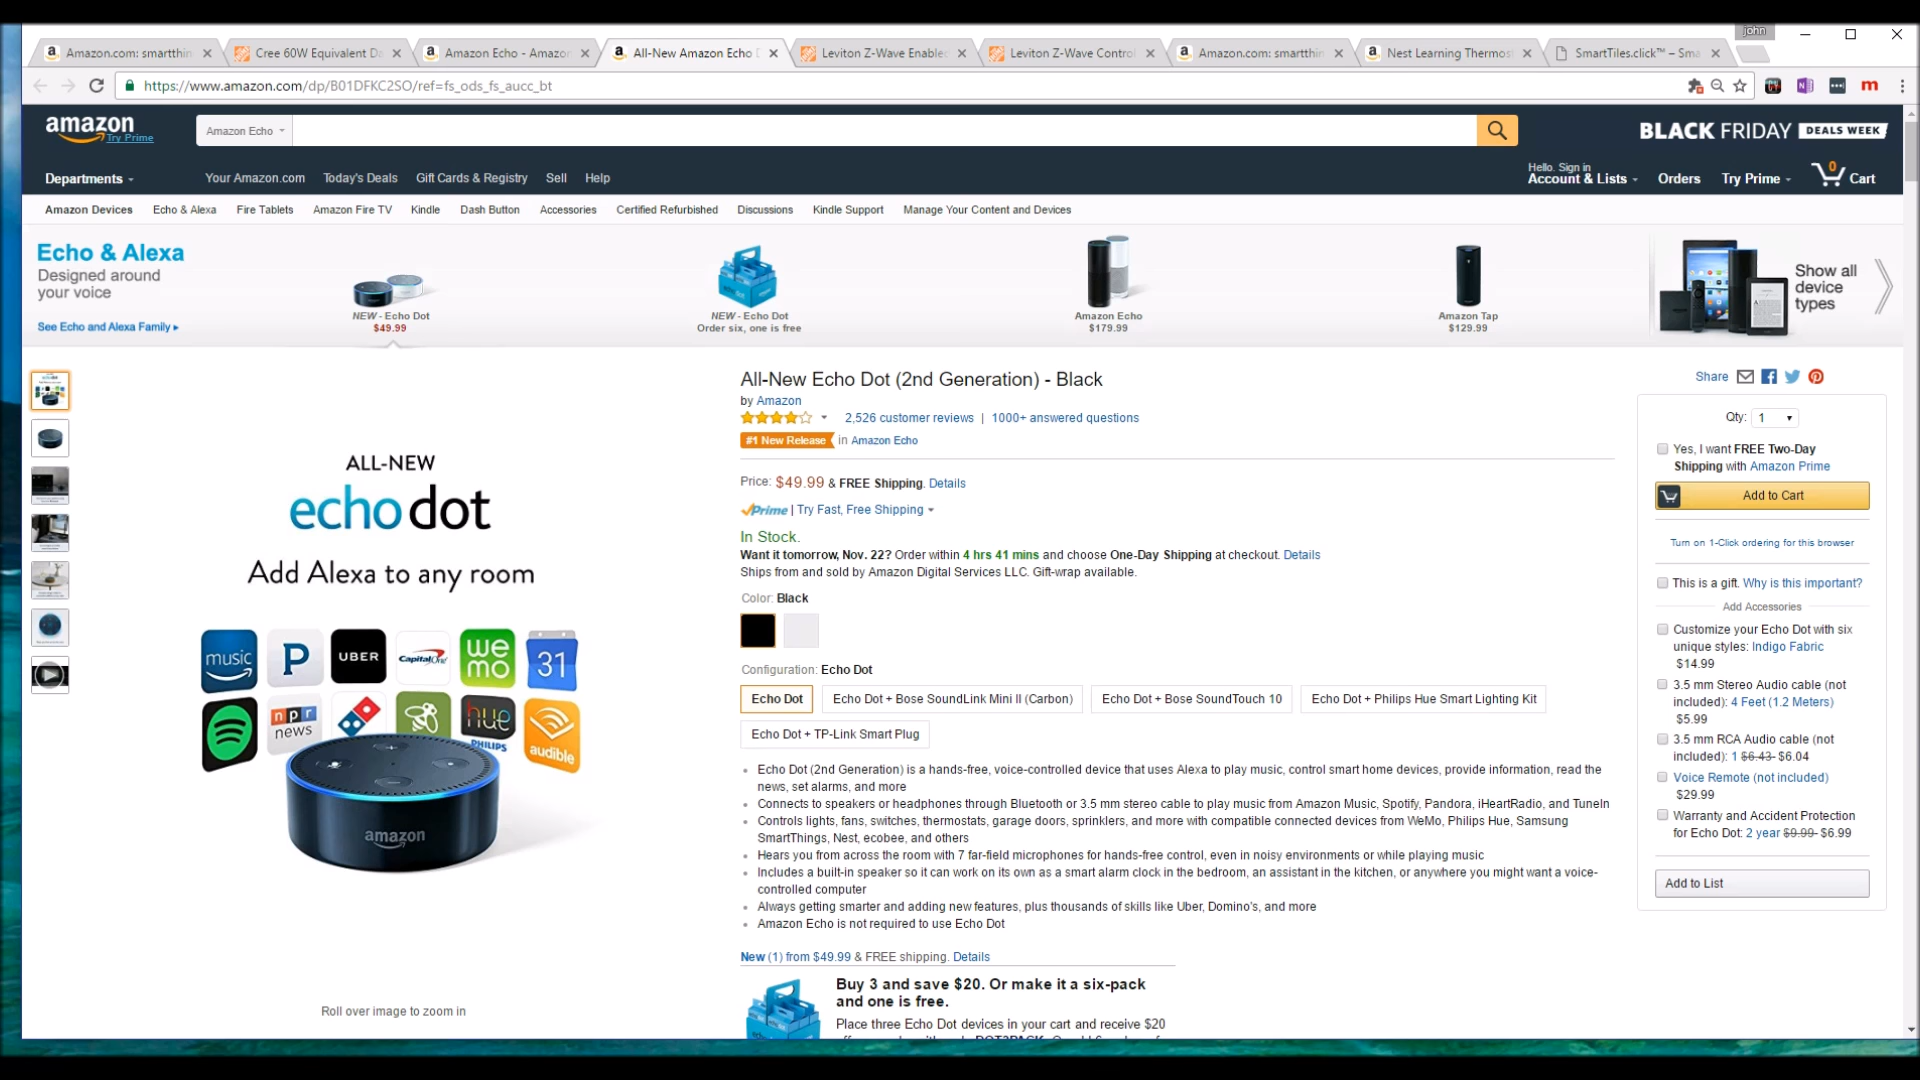 john
Amazon.com: smartthin
Cree 60W Equivalent Da
Amazon Echo - Amazon
All-New Amazon Echo D
Leviton Z-Wave Enabled
Leviton Z-Wave Control
Amazon.com: smartthin
Nest Learning Thermos
SmartTiles.click™ – Sma
https://www.amazon.com/dp/B01DFKC2SO/ref=fs_ods_fs_aucc_bt
amazon
Try Prime
Amazon Echo
BLACK FRIDAY DEALS WEEK
Departments
Your Amazon.com
Today's Deals
Gift Cards & Registry
Sell
Help
Hello. Sign in
Account & Lists
Orders
Try Prime
0
Cart
Amazon Devices
Echo & Alexa
Fire Tablets
Amazon Fire TV
Kindle
Dash Button
Accessories
Certified Refurbished
Discussions
Kindle Support
Manage Your Content and Devices
Echo & Alexa
Designed around
your voice
See Echo and Alexa Family ▸
NEW - Echo Dot
$49.99
NEW - Echo Dot
Order six, one is free
Amazon Echo
$179.99
Amazon Tap
$129.99
Show all
device
types
ALL-NEW
echo dot
Add Alexa to any room
music
P
UBER
Capital One
we
mo
31
npr
news
hue
PHILIPS
audible
amazon
Roll over image to zoom in
All-New Echo Dot (2nd Generation) - Black
by Amazon
2,526 customer reviews | 1000+ answered questions
#1 New Release in Amazon Echo
Price: $49.99 & FREE Shipping. Details
Prime | Try Fast, Free Shipping
In Stock.
Want it tomorrow, Nov. 22? Order within 4 hrs 41 mins and choose One-Day Shipping at checkout. Details
Ships from and sold by Amazon Digital Services LLC. Gift-wrap available.
Color: Black
Configuration: Echo Dot
Echo Dot
Echo Dot + Bose SoundLink Mini II (Carbon)
Echo Dot + Bose SoundTouch 10
Echo Dot + Philips Hue Smart Lighting Kit
Echo Dot + TP-Link Smart Plug
Echo Dot (2nd Generation) is a hands-free, voice-controlled device that uses Alexa to play music, control smart home devices, provide information, read the
news, set alarms, and more
Connects to speakers or headphones through Bluetooth or 3.5 mm stereo cable to play music from Amazon Music, Spotify, Pandora, iHeartRadio, and TuneIn
Controls lights, fans, switches, thermostats, garage doors, sprinklers, and more with compatible connected devices from WeMo, Philips Hue, Samsung
SmartThings, Nest, ecobee, and others
Hears you from across the room with 7 far-field microphones for hands-free control, even in noisy environments or while playing music
Includes a built-in speaker so it can work on its own as a smart alarm clock in the bedroom, an assistant in the kitchen, or anywhere you might want a voice-
controlled computer
Always getting smarter and adding new features, plus thousands of skills like Uber, Domino's, and more
Amazon Echo is not required to use Echo Dot
New (1) from $49.99 & FREE shipping. Details
Buy 3 and save $20. Or make it a six-pack
and one is free.
Place three Echo Dot devices in your cart and receive $20
Share
Qty: 1
Yes, I want FREE Two-Day
Shipping with Amazon Prime
Add to Cart
Turn on 1-Click ordering for this browser
This is a gift. Why is this important?
Add Accessories
Customize your Echo Dot with six
unique styles: Indigo Fabric
$14.99
3.5 mm Stereo Audio cable (not
included): 4 Feet (1.2 Meters)
$5.99
3.5 mm RCA Audio cable (not
included): 1 $6.43 $6.04
Voice Remote (not included)
$29.99
Warranty and Accident Protection
for Echo Dot: 2 year $9.99 $6.99
Add to List